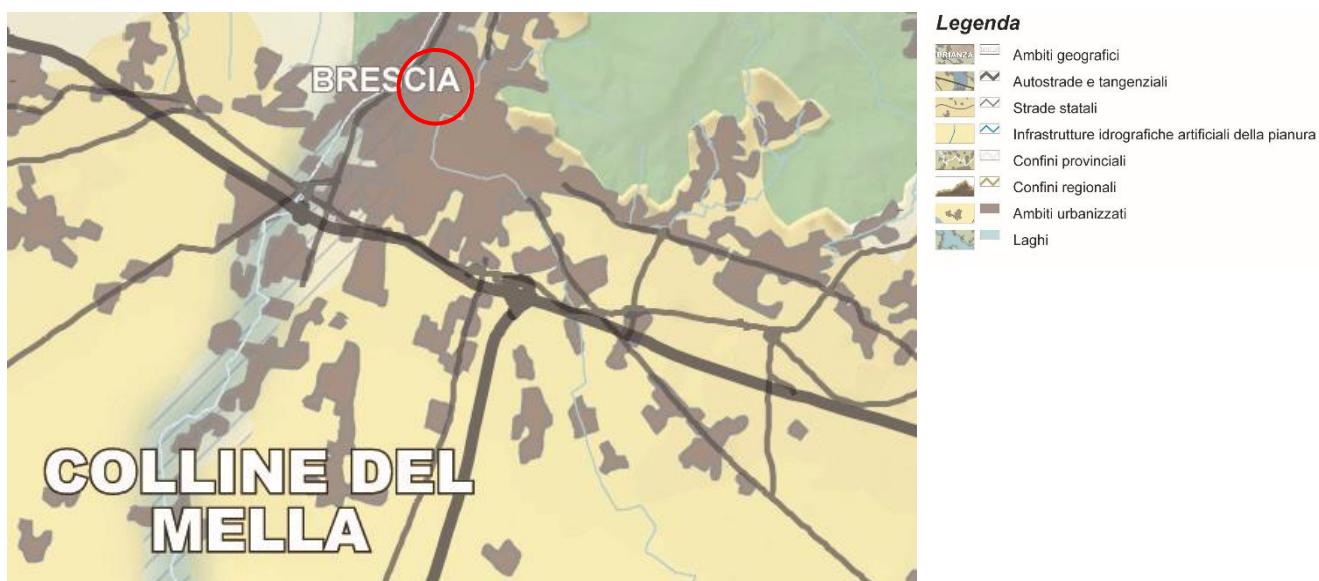 BRESCIA
COLLINE DEL
MELLA
Legenda
BRIANZA Ambiti geografici
Autostrade e tangenziali
Strade statali
Infrastrutture idrografiche artificiali della pianura
Confini provinciali
Confini regionali
Ambiti urbanizzati
Laghi